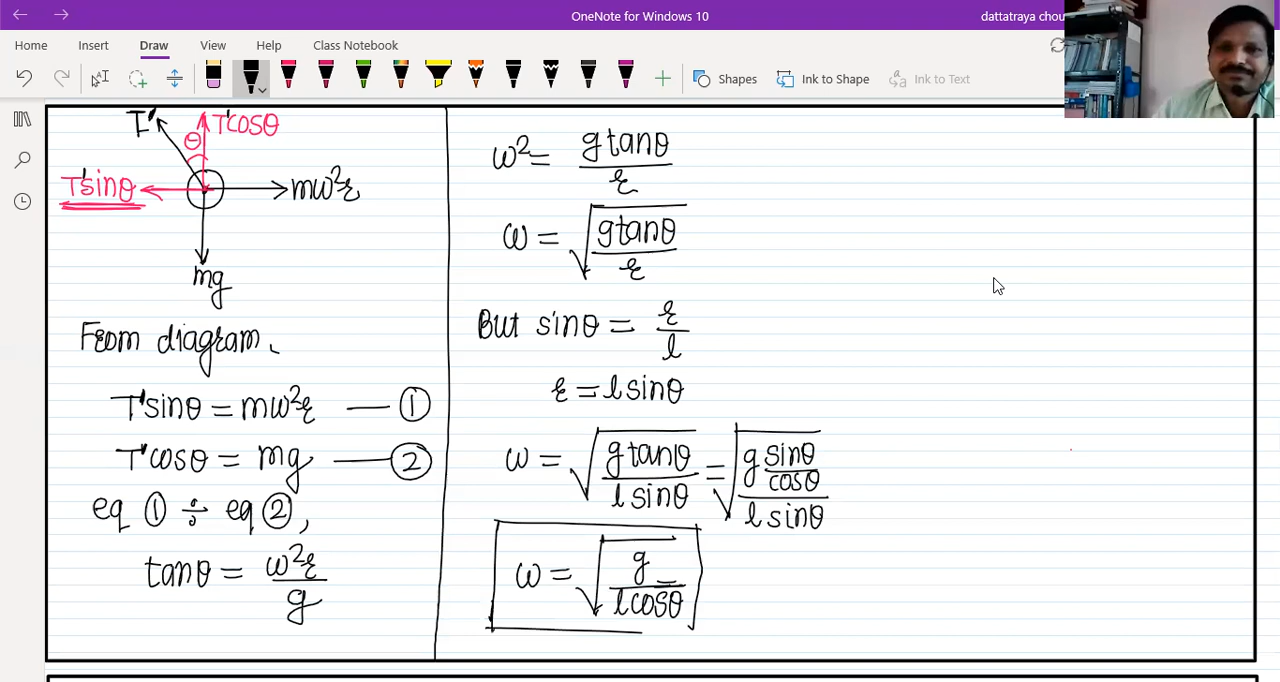 OneNote for Windows 10
dattatraya chou
Home Insert Draw View Help Class Notebook
Shapes Ink to Shape Ink to Text
T' T'cosθ
θ
T'sinθ mω²r
mg
From diagram,
T'sinθ = mω²r — ①
T'cosθ = mg — ②
eq ① ÷ eq ②,
tanθ = ω²r / g
ω² = g tanθ / r
ω = √(g tanθ / r)
But sinθ = r / l
r = l sinθ
ω = √(g tanθ / l sinθ) = √(g sinθ/cosθ / l sinθ)
ω = √(g / l cosθ)